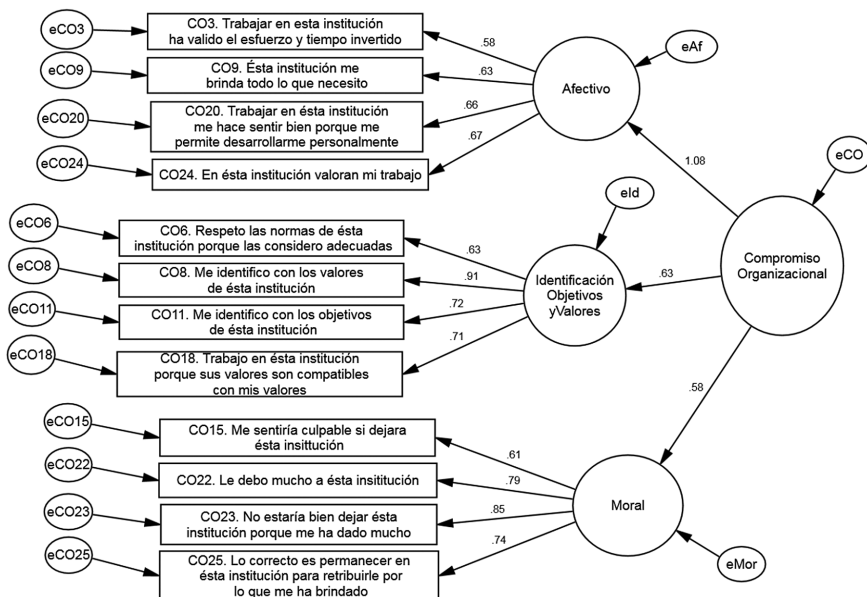 eCO3
CO3. Trabajar en esta institución
ha valido el esfuerzo y tiempo invertido
.58
eCO9
CO9. Ésta institución me
brinda todo lo que necesito
.63
eCO20
CO20. Trabajar en ésta institución
me hace sentir bien porque me
permite desarrollarme personalmente
.66
eCO24
CO24. En ésta institución valoran mi trabajo
.67
Afectivo
eAf
1.08
eCO
eCO6
CO6. Respeto las normas de ésta
institución porque las considero adecuadas
.63
eCO8
CO8. Me identifico con los valores
de ésta institución
.91
eCO11
CO11. Me identifico con los objetivos
de ésta institución
.72
eCO18
CO18. Trabajo en ésta institución
porque sus valores son compatibles
con mis valores
.71
eId
Identificación
Objetivos
yValores
.63
Compromiso
Organizacional
.58
eCO15
CO15. Me sentiría culpable si dejara
ésta insittución
.61
eCO22
CO22. Le debo mucho a ésta insititución
.79
eCO23
CO23. No estaría bien dejar ésta
institución porque me ha dado mucho
.85
eCO25
CO25. Lo correcto es permanecer en
ésta institución para retribuirle por
lo que me ha brindado
.74
Moral
eMor